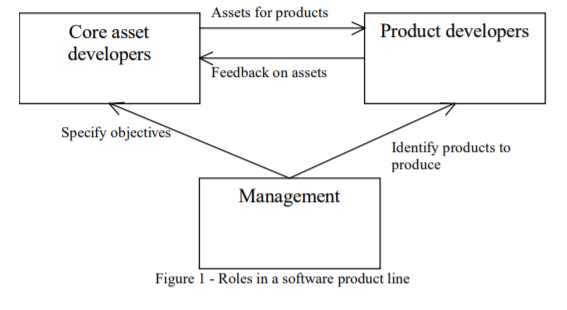 Assets for products
Core asset
developers
Product developers
Feedback on assets
Specify objectives
Identify products to
produce
Management
Figure 1 - Roles in a software product line